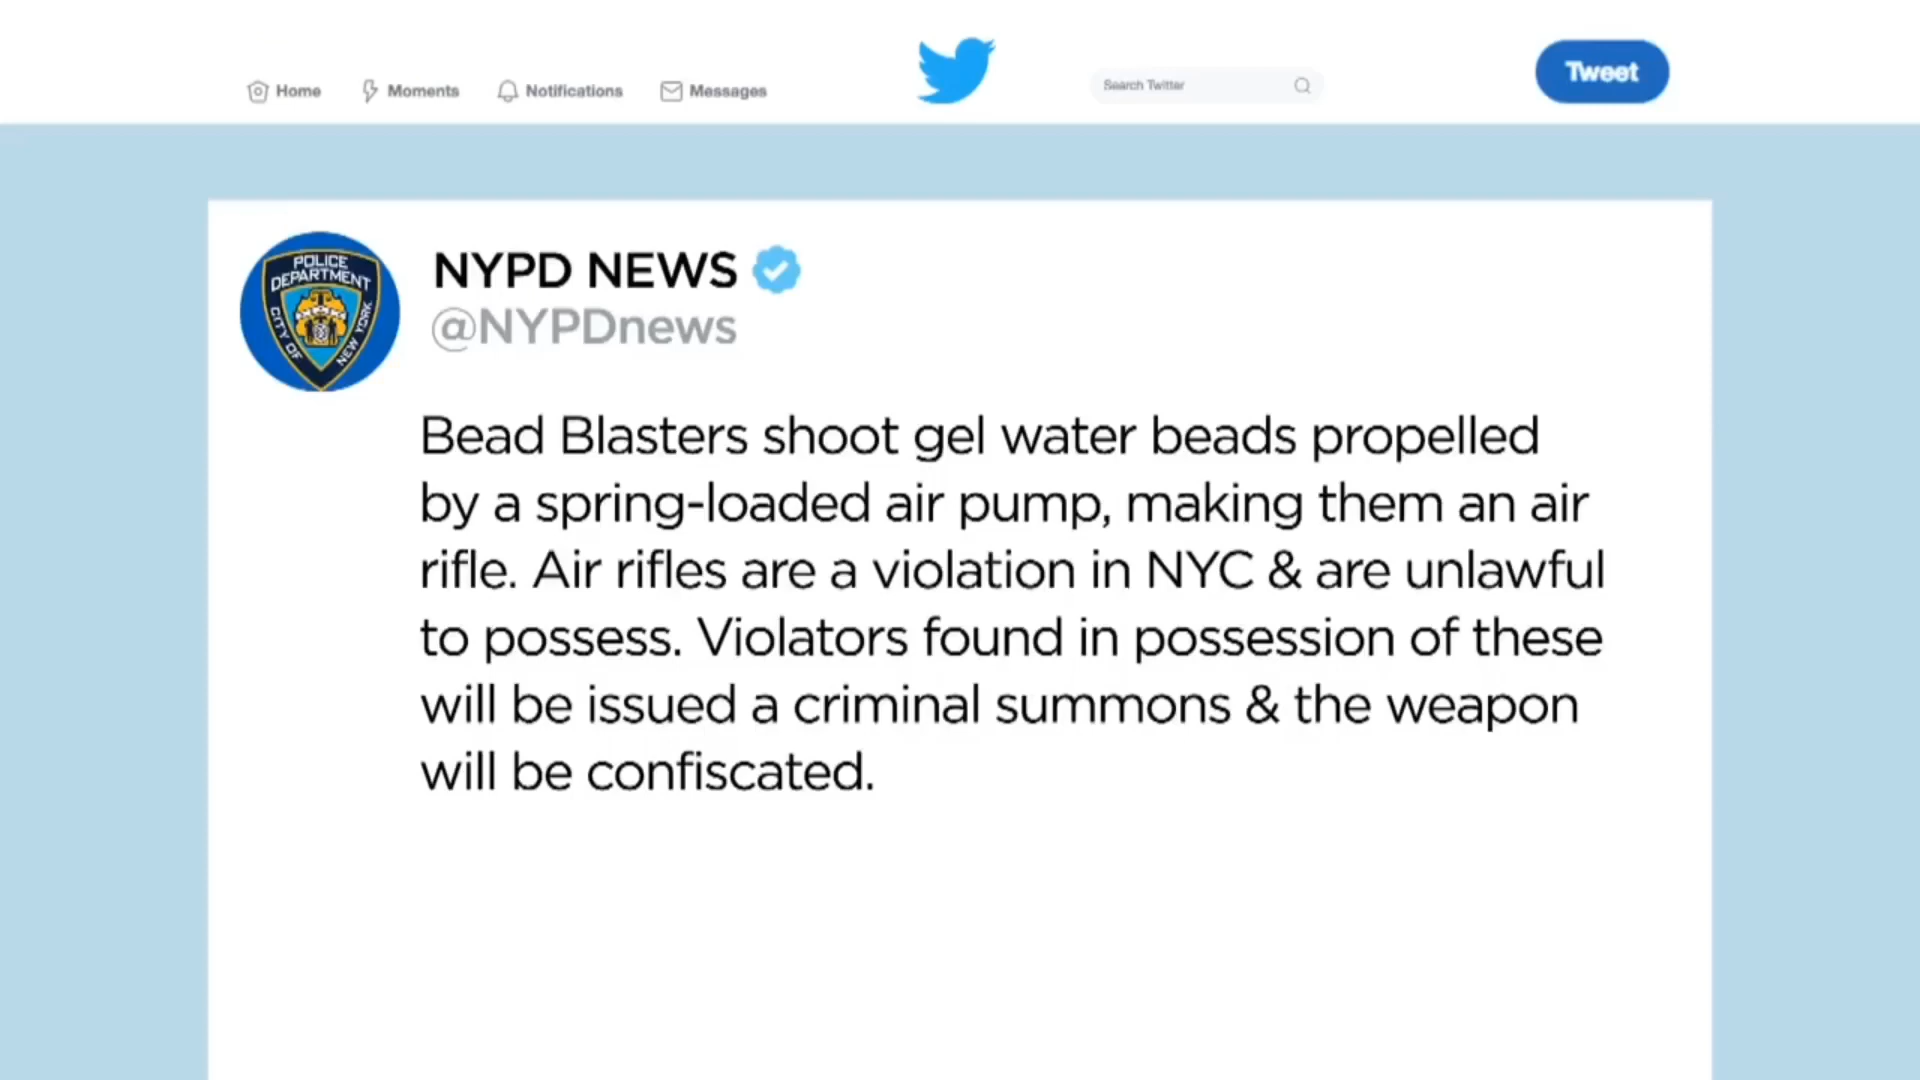 Home Moments Notifications Messages Search Twitter Tweet
POLICE
DEPARTMENT
CITY OF NEW YORK
NYPD NEWS
@NYPDnews
Bead Blasters shoot gel water beads propelled
by a spring-loaded air pump, making them an air
rifle. Air rifles are a violation in NYC & are unlawful
to possess. Violators found in possession of these
will be issued a criminal summons & the weapon
will be confiscated.